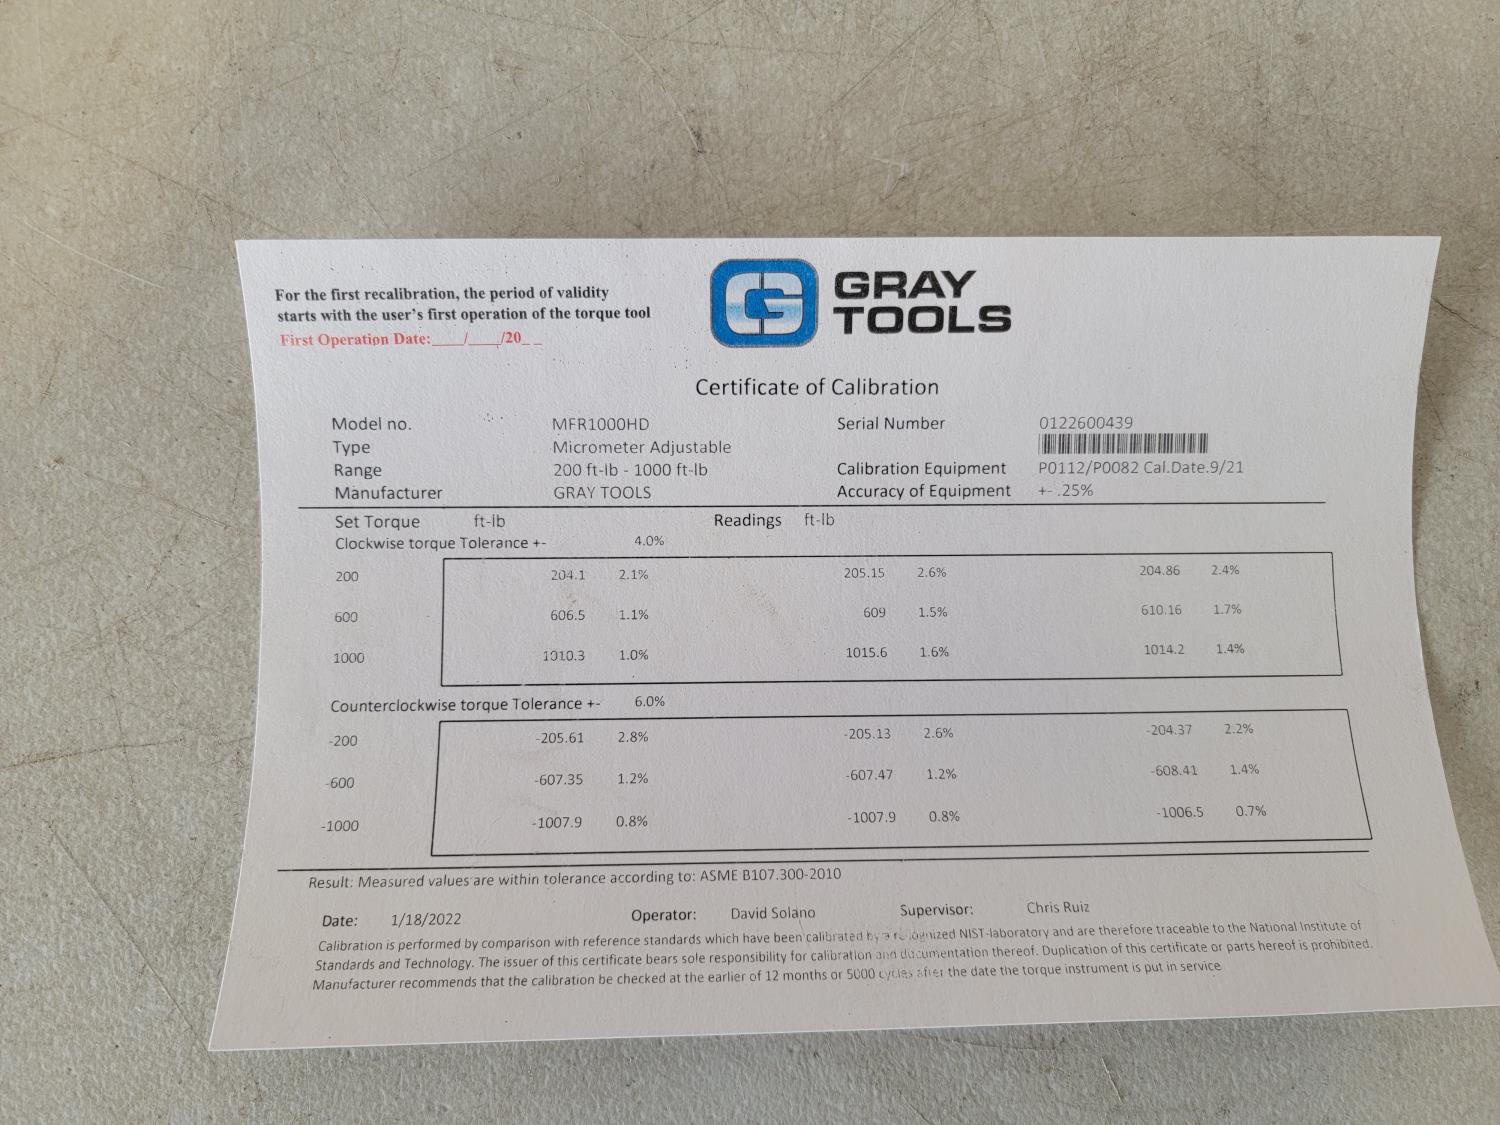 For the first recalibration, the period of validity
starts with the user's first operation of the torque tool
First Operation Date:____/____/20_ _
G
GRAY
TOOLS
Certificate of Calibration
Model no. MFR1000HD Serial Number 0122600439
Type Micrometer Adjustable
Range 200 ft-lb - 1000 ft-lb Calibration Equipment P0112/P0082 Cal.Date.9/21
Manufacturer GRAY TOOLS Accuracy of Equipment +- .25%
Set Torque ft-lb Readings ft-lb
Clockwise torque Tolerance +- 4.0%
200 204.1 2.1% 205.15 2.6% 204.86 2.4%
600 606.5 1.1% 609 1.5% 610.16 1.7%
1000 1010.3 1.0% 1015.6 1.6% 1014.2 1.4%
Counterclockwise torque Tolerance +- 6.0%
-200 -205.61 2.8% -205.13 2.6% -204.37 2.2%
-600 -607.35 1.2% -607.47 1.2% -608.41 1.4%
-1000 -1007.9 0.8% -1007.9 0.8% -1006.5 0.7%
Result: Measured values are within tolerance according to: ASME B107.300-2010
Date: 1/18/2022 Operator: David Solano Supervisor: Chris Ruiz
Calibration is performed by comparison with reference standards which have been calibrated by a recognized NIST-laboratory and are therefore traceable to the National Institute of
Standards and Technology. The issuer of this certificate bears sole responsibility for calibration and documentation thereof. Duplication of this certificate or parts hereof is prohibited.
Manufacturer recommends that the calibration be checked at the earlier of 12 months or 5000 cycles after the date the torque instrument is put in service